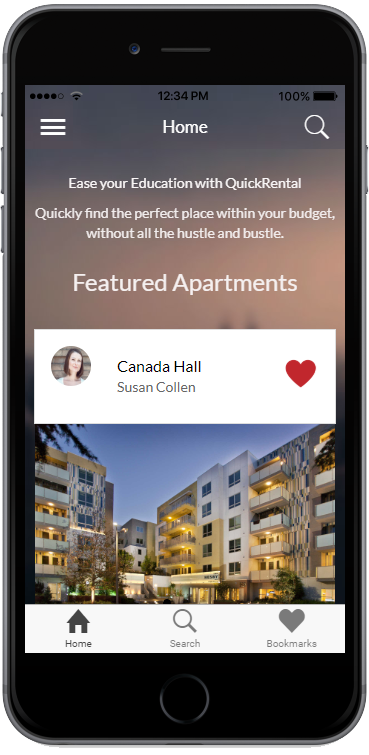 12:34 PM
100%
Home
Ease your Education with QuickRental
Quickly find the perfect place within your budget,
without all the hustle and bustle.
Featured Apartments
Canada Hall
Susan Collen
Home
Search
Bookmarks